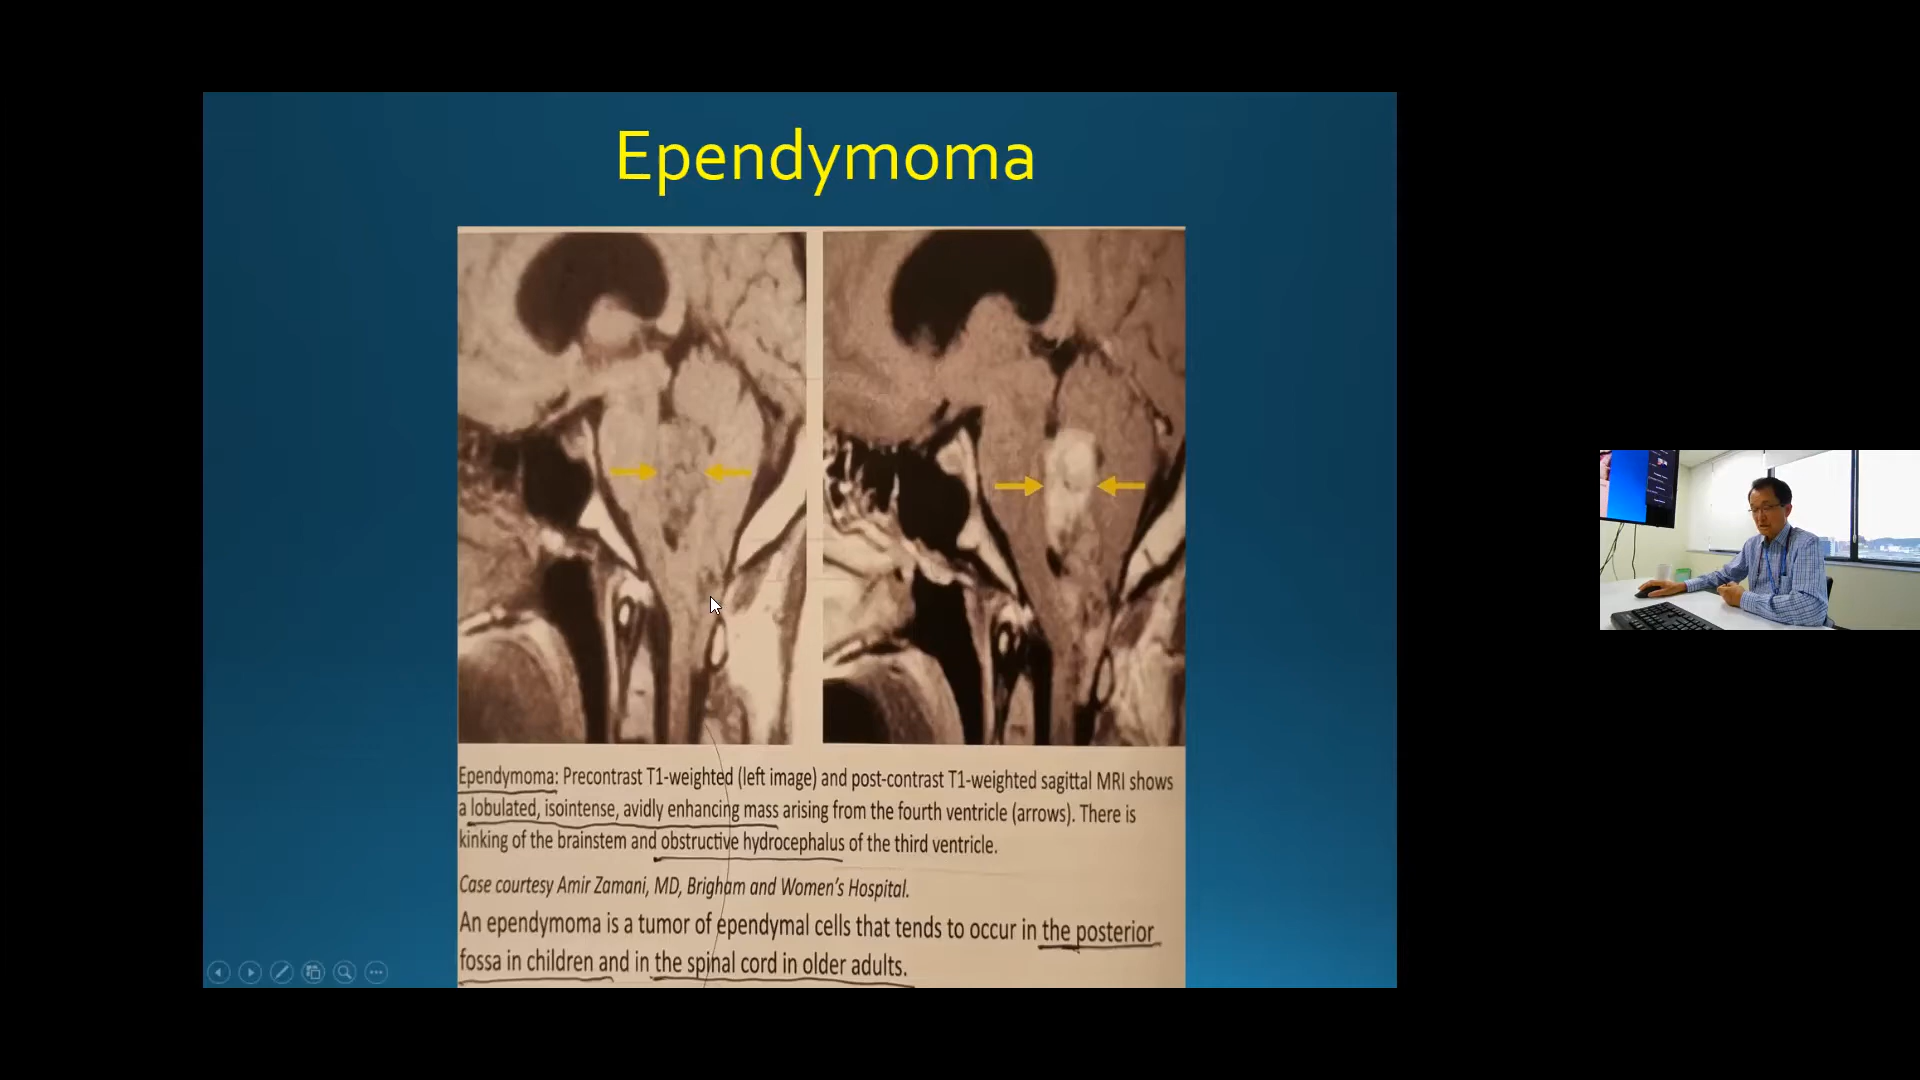 Ependymoma
Ependymoma: Precontrast T1-weighted (left image) and post-contrast T1-weighted sagittal MRI shows
a lobulated, isointense, avidly enhancing mass arising from the fourth ventricle (arrows). There is
kinking of the brainstem and obstructive hydrocephalus of the third ventricle.
Case courtesy Amir Zamani, MD, Brigham and Women's Hospital.
An ependymoma is a tumor of ependymal cells that tends to occur in the posterior
fossa in children and in the spinal cord in older adults.